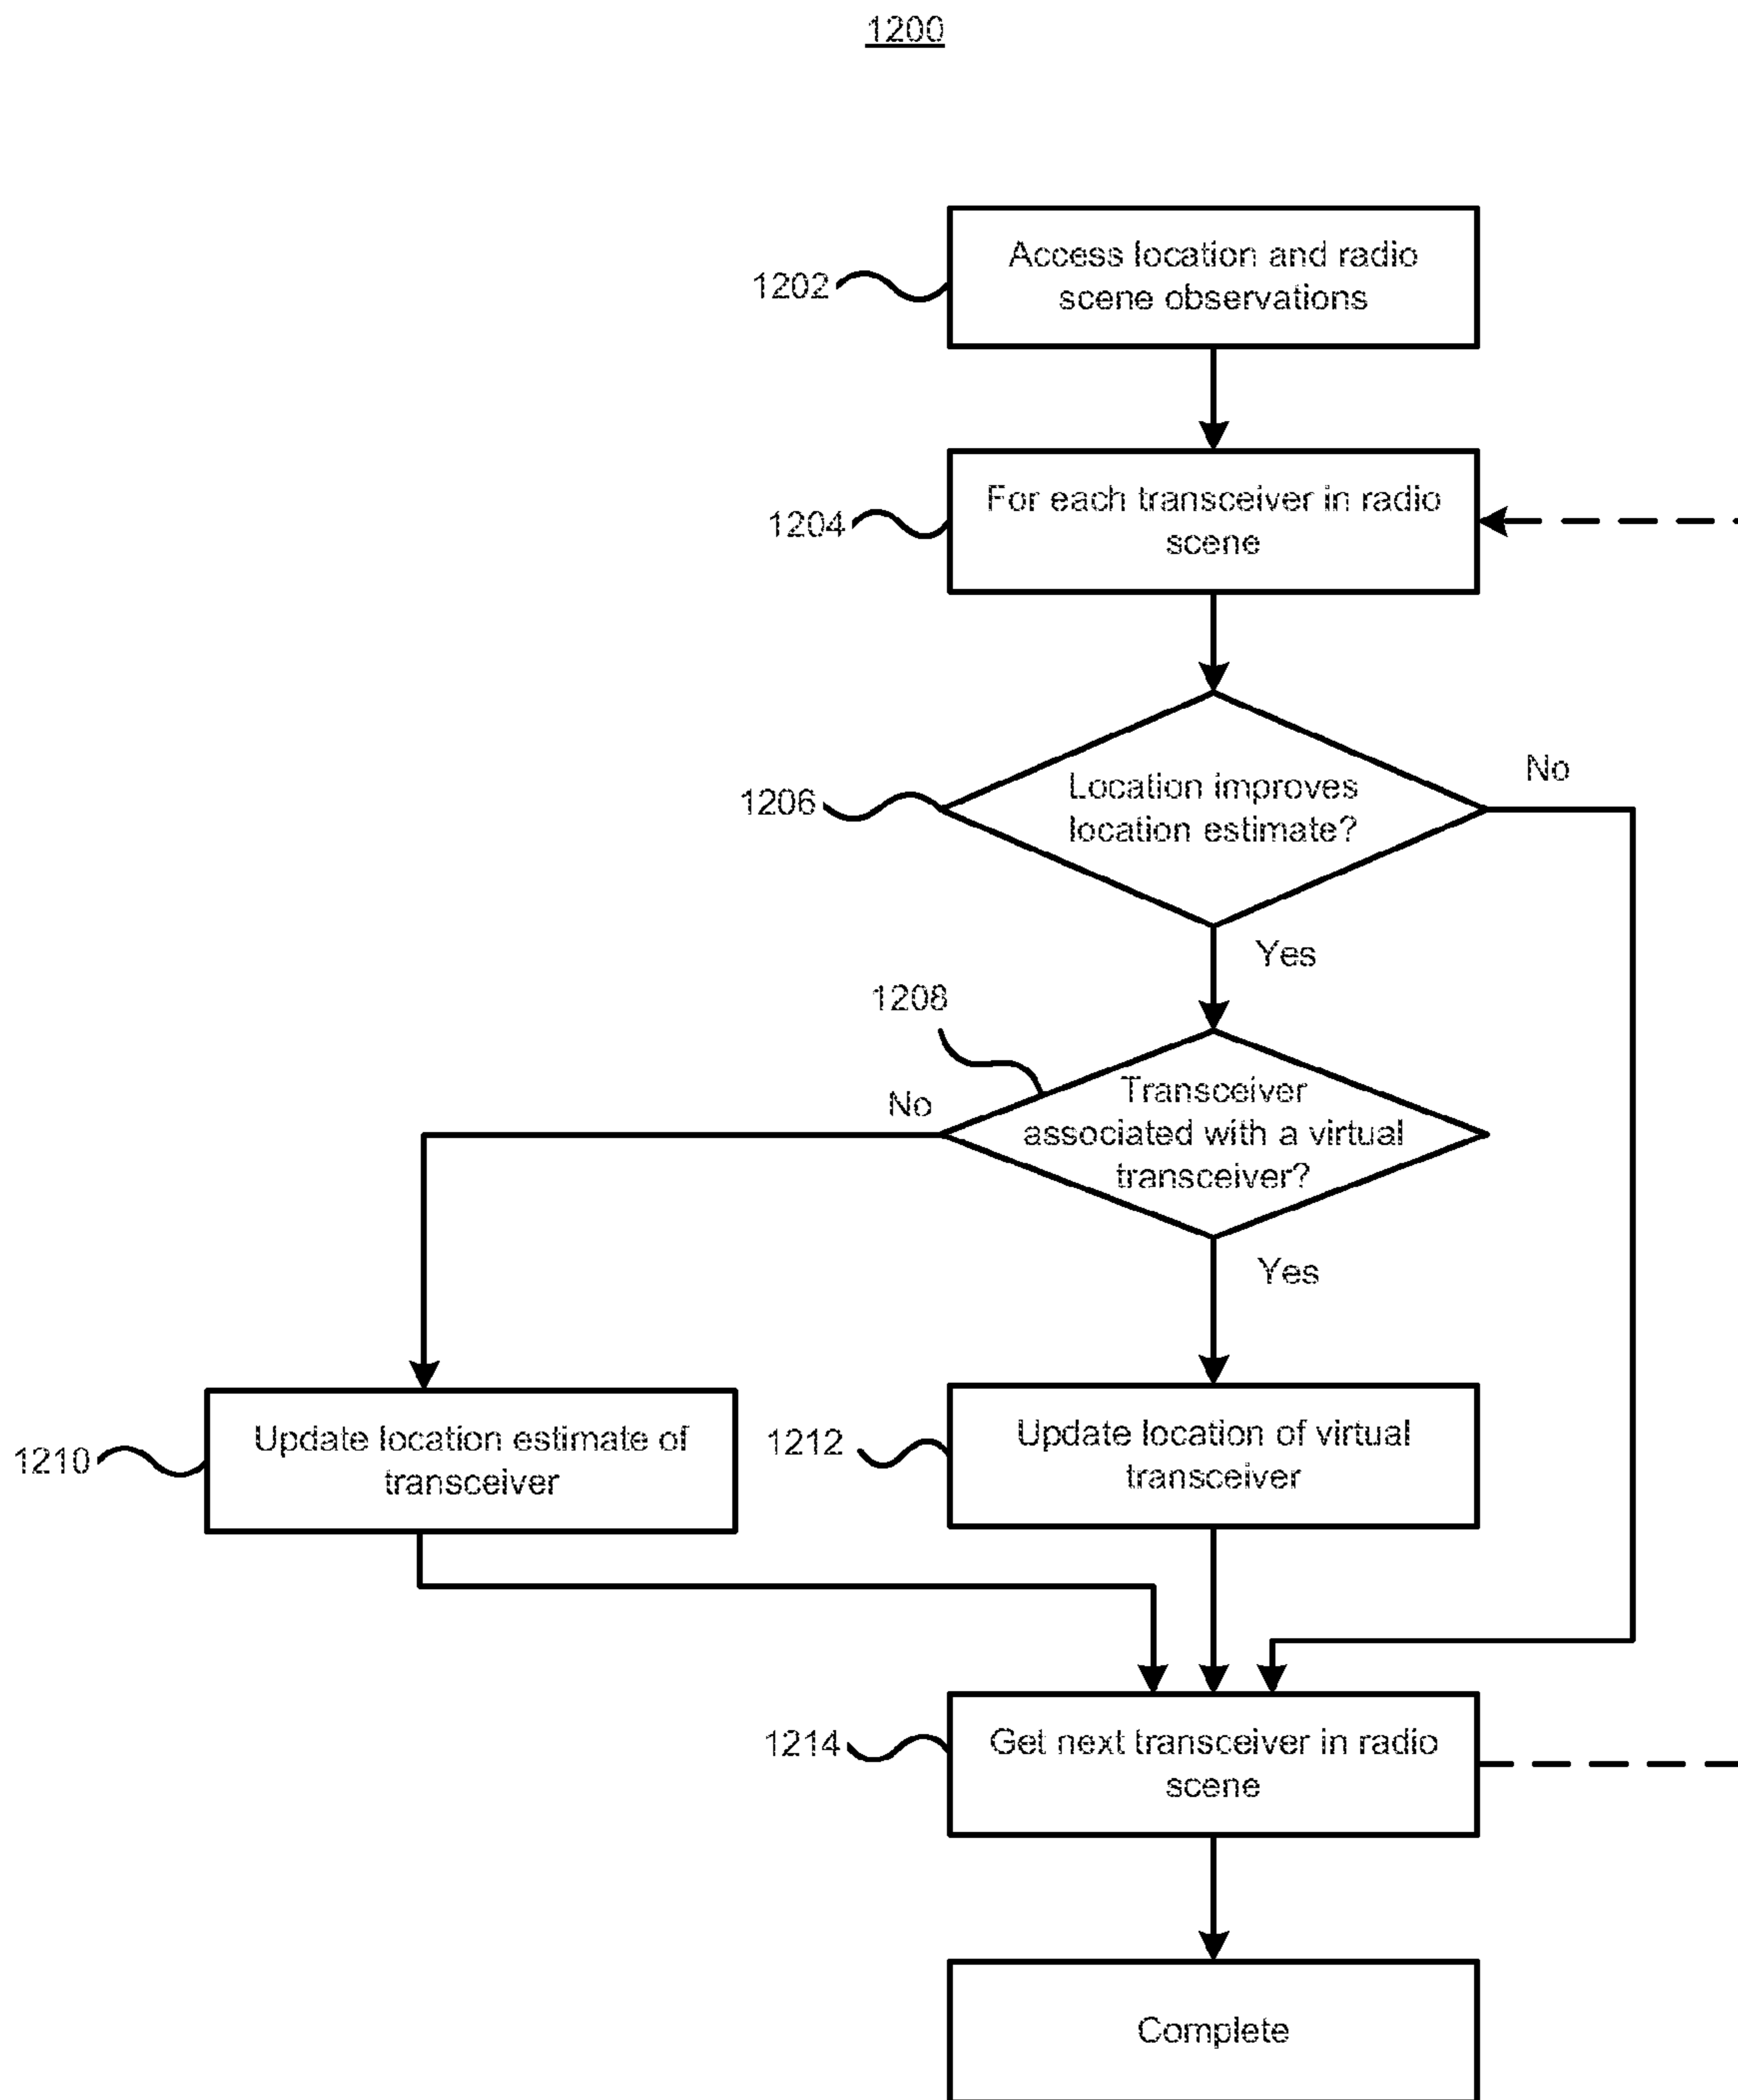 1200
1202
Access location and radio
scene observations
1204
For each transceiver in radio
scene
1206
Location improves
location estimate?
No
Yes
1208
No
Transceiver
associated with a virtual
transceiver?
Yes
1210
Update location estimate of
transceiver
1212
Update location of virtual
transceiver
1214
Get next transceiver in radio
scene
Complete